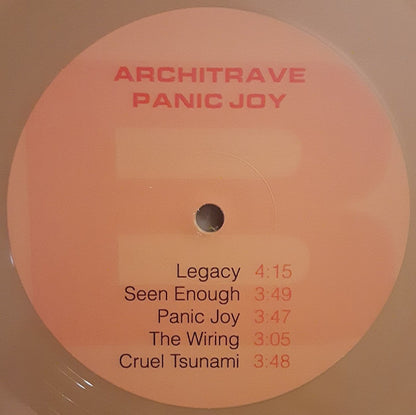 ARCHITRAVE
PANIC JOY
B
Legacy 4:15
Seen Enough 3:49
Panic Joy 3:47
The Wiring 3:05
Cruel Tsunami 3:48